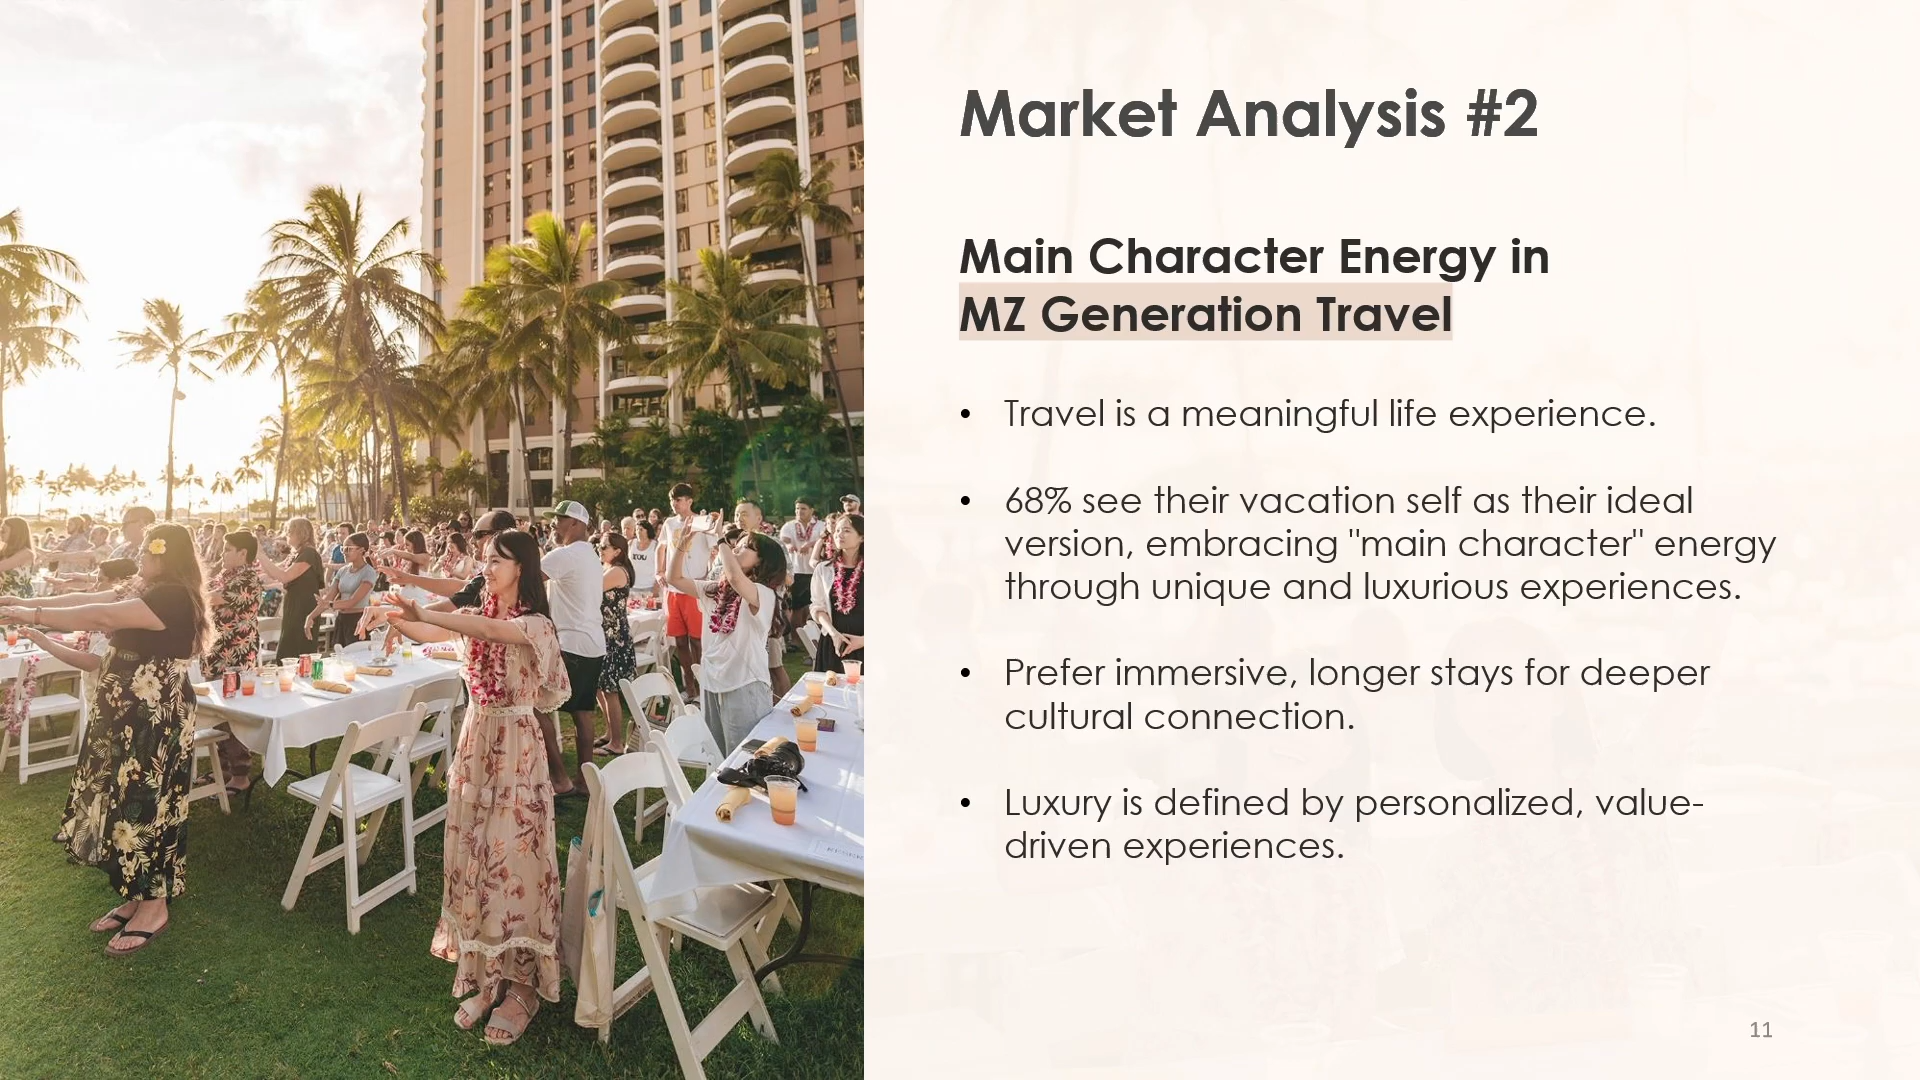 Market Analysis #2
Main Character Energy in
MZ Generation Travel
• Travel is a meaningful life experience.
• 68% see their vacation self as their ideal
version, embracing "main character" energy
through unique and luxurious experiences.
• Prefer immersive, longer stays for deeper
cultural connection.
• Luxury is defined by personalized, value-
driven experiences.
11